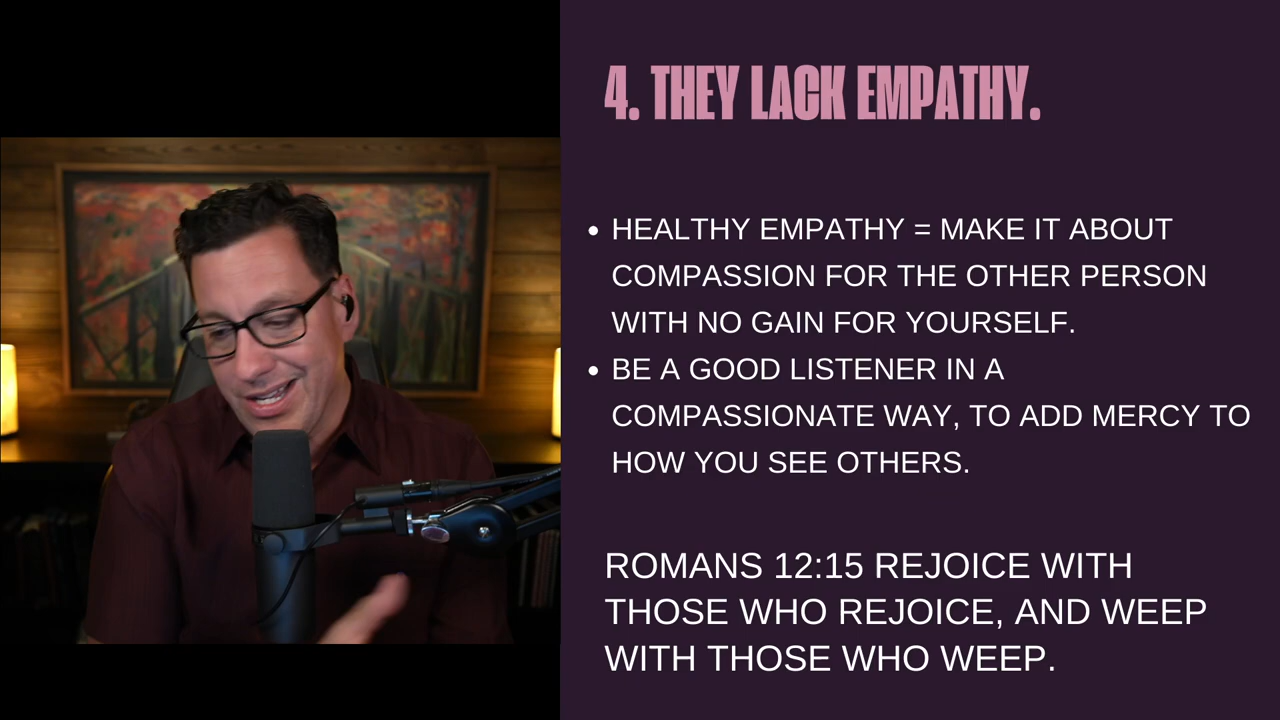 4. THEY LACK EMPATHY.
• HEALTHY EMPATHY = MAKE IT ABOUT
COMPASSION FOR THE OTHER PERSON
WITH NO GAIN FOR YOURSELF.
• BE A GOOD LISTENER IN A
COMPASSIONATE WAY, TO ADD MERCY TO
HOW YOU SEE OTHERS.
ROMANS 12:15 REJOICE WITH
THOSE WHO REJOICE, AND WEEP
WITH THOSE WHO WEEP.